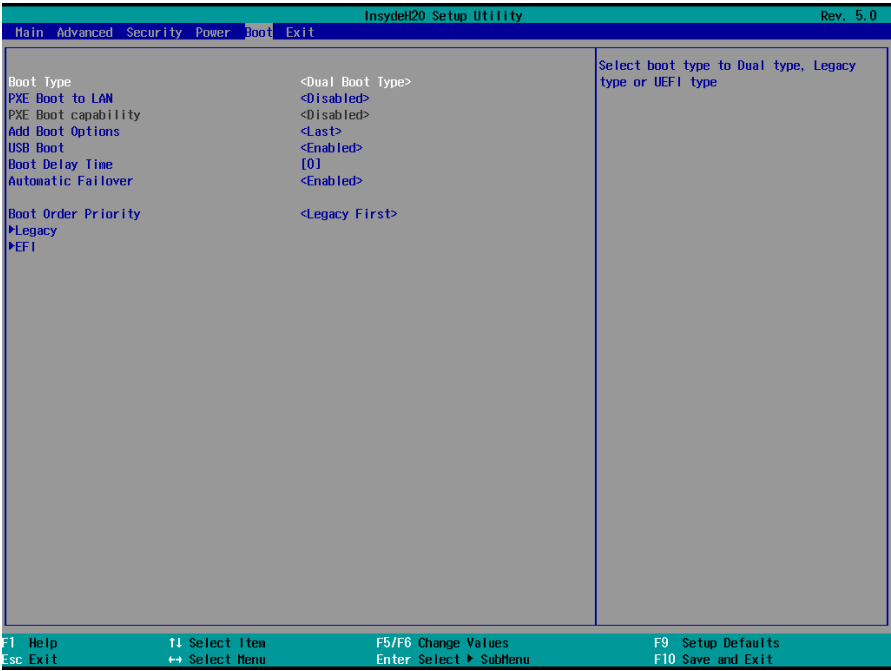 InsydeH20 Setup Utility Rev. 5.0
Main Advanced Security Power Boot Exit
Boot Type <Dual Boot Type>
PXE Boot to LAN <Disabled>
PXE Boot capability <Disabled>
Add Boot Options <Last>
USB Boot <Enabled>
Boot Delay Time [0]
Automatic Failover <Enabled>
Boot Order Priority <Legacy First>
▶Legacy
▶EFI
Select boot type to Dual type, Legacy
type or UEFI type
F1 Help ↑↓ Select Item F5/F6 Change Values F9 Setup Defaults
Esc Exit ↔ Select Menu Enter Select ▶ SubMenu F10 Save and Exit